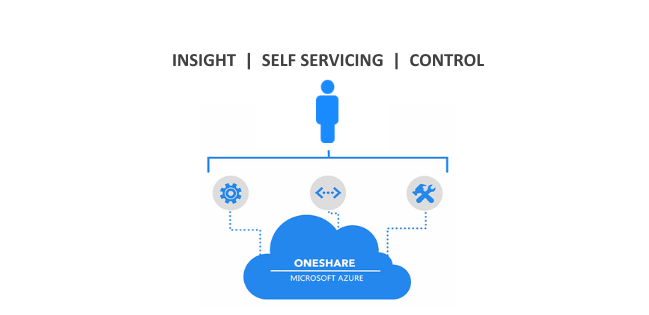 INSIGHT | SELF SERVICING | CONTROL
ONESHARE
MICROSOFT AZURE